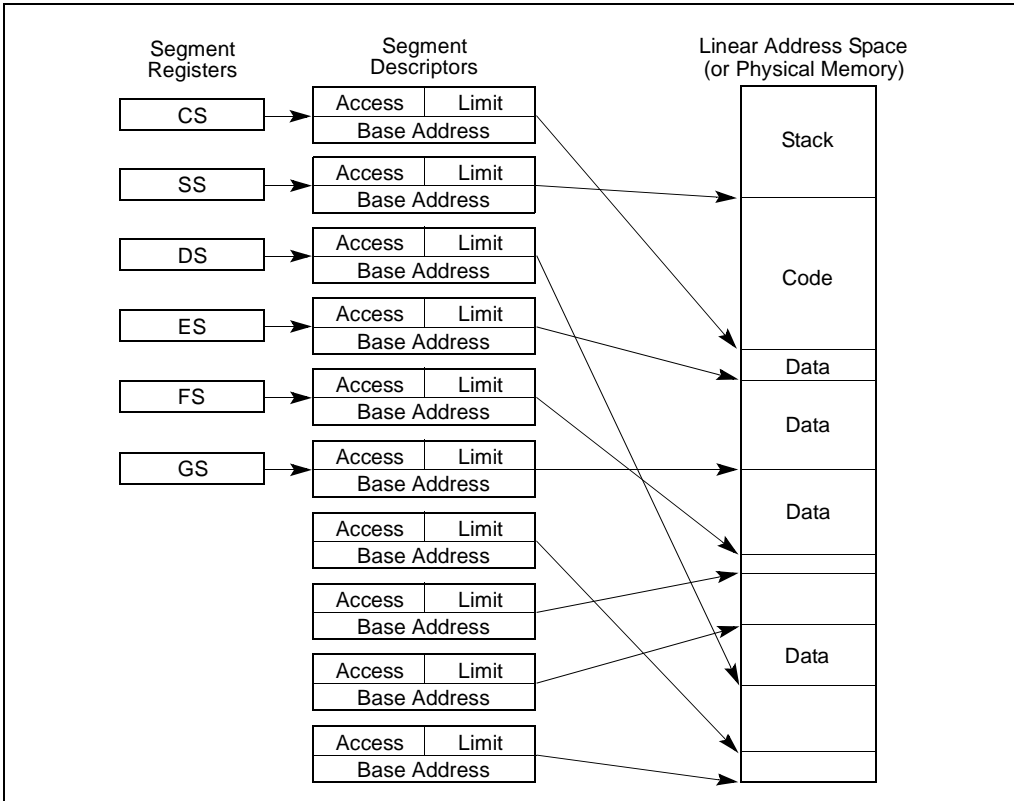 Segment
Registers
Segment
Descriptors
Linear Address Space
(or Physical Memory)
CS
Access Limit
Base Address
Stack
SS
Access Limit
Base Address
DS
Access Limit
Base Address
Code
ES
Access Limit
Base Address
Data
FS
Access Limit
Base Address
Data
GS
Access Limit
Base Address
Data
Access Limit
Base Address
Access Limit
Base Address
Access Limit
Base Address
Data
Access Limit
Base Address